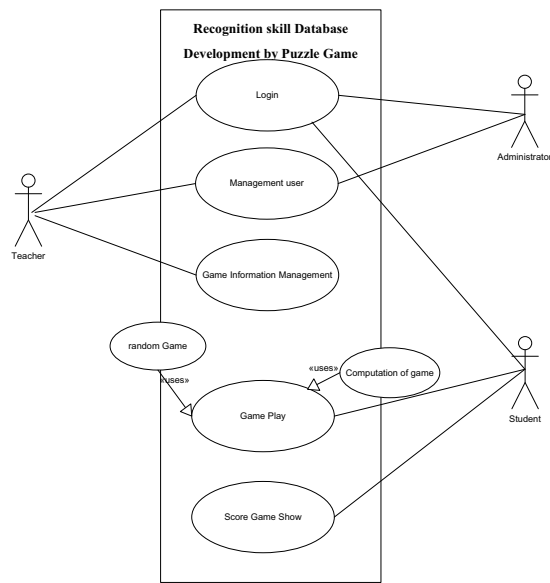 Recognition skill Database
Development by Puzzle Game
Login
Administrator
Management user
Teacher
Game Information Management
random Game
«uses»
«uses»
Computation of game
Game Play
Student
Score Game Show